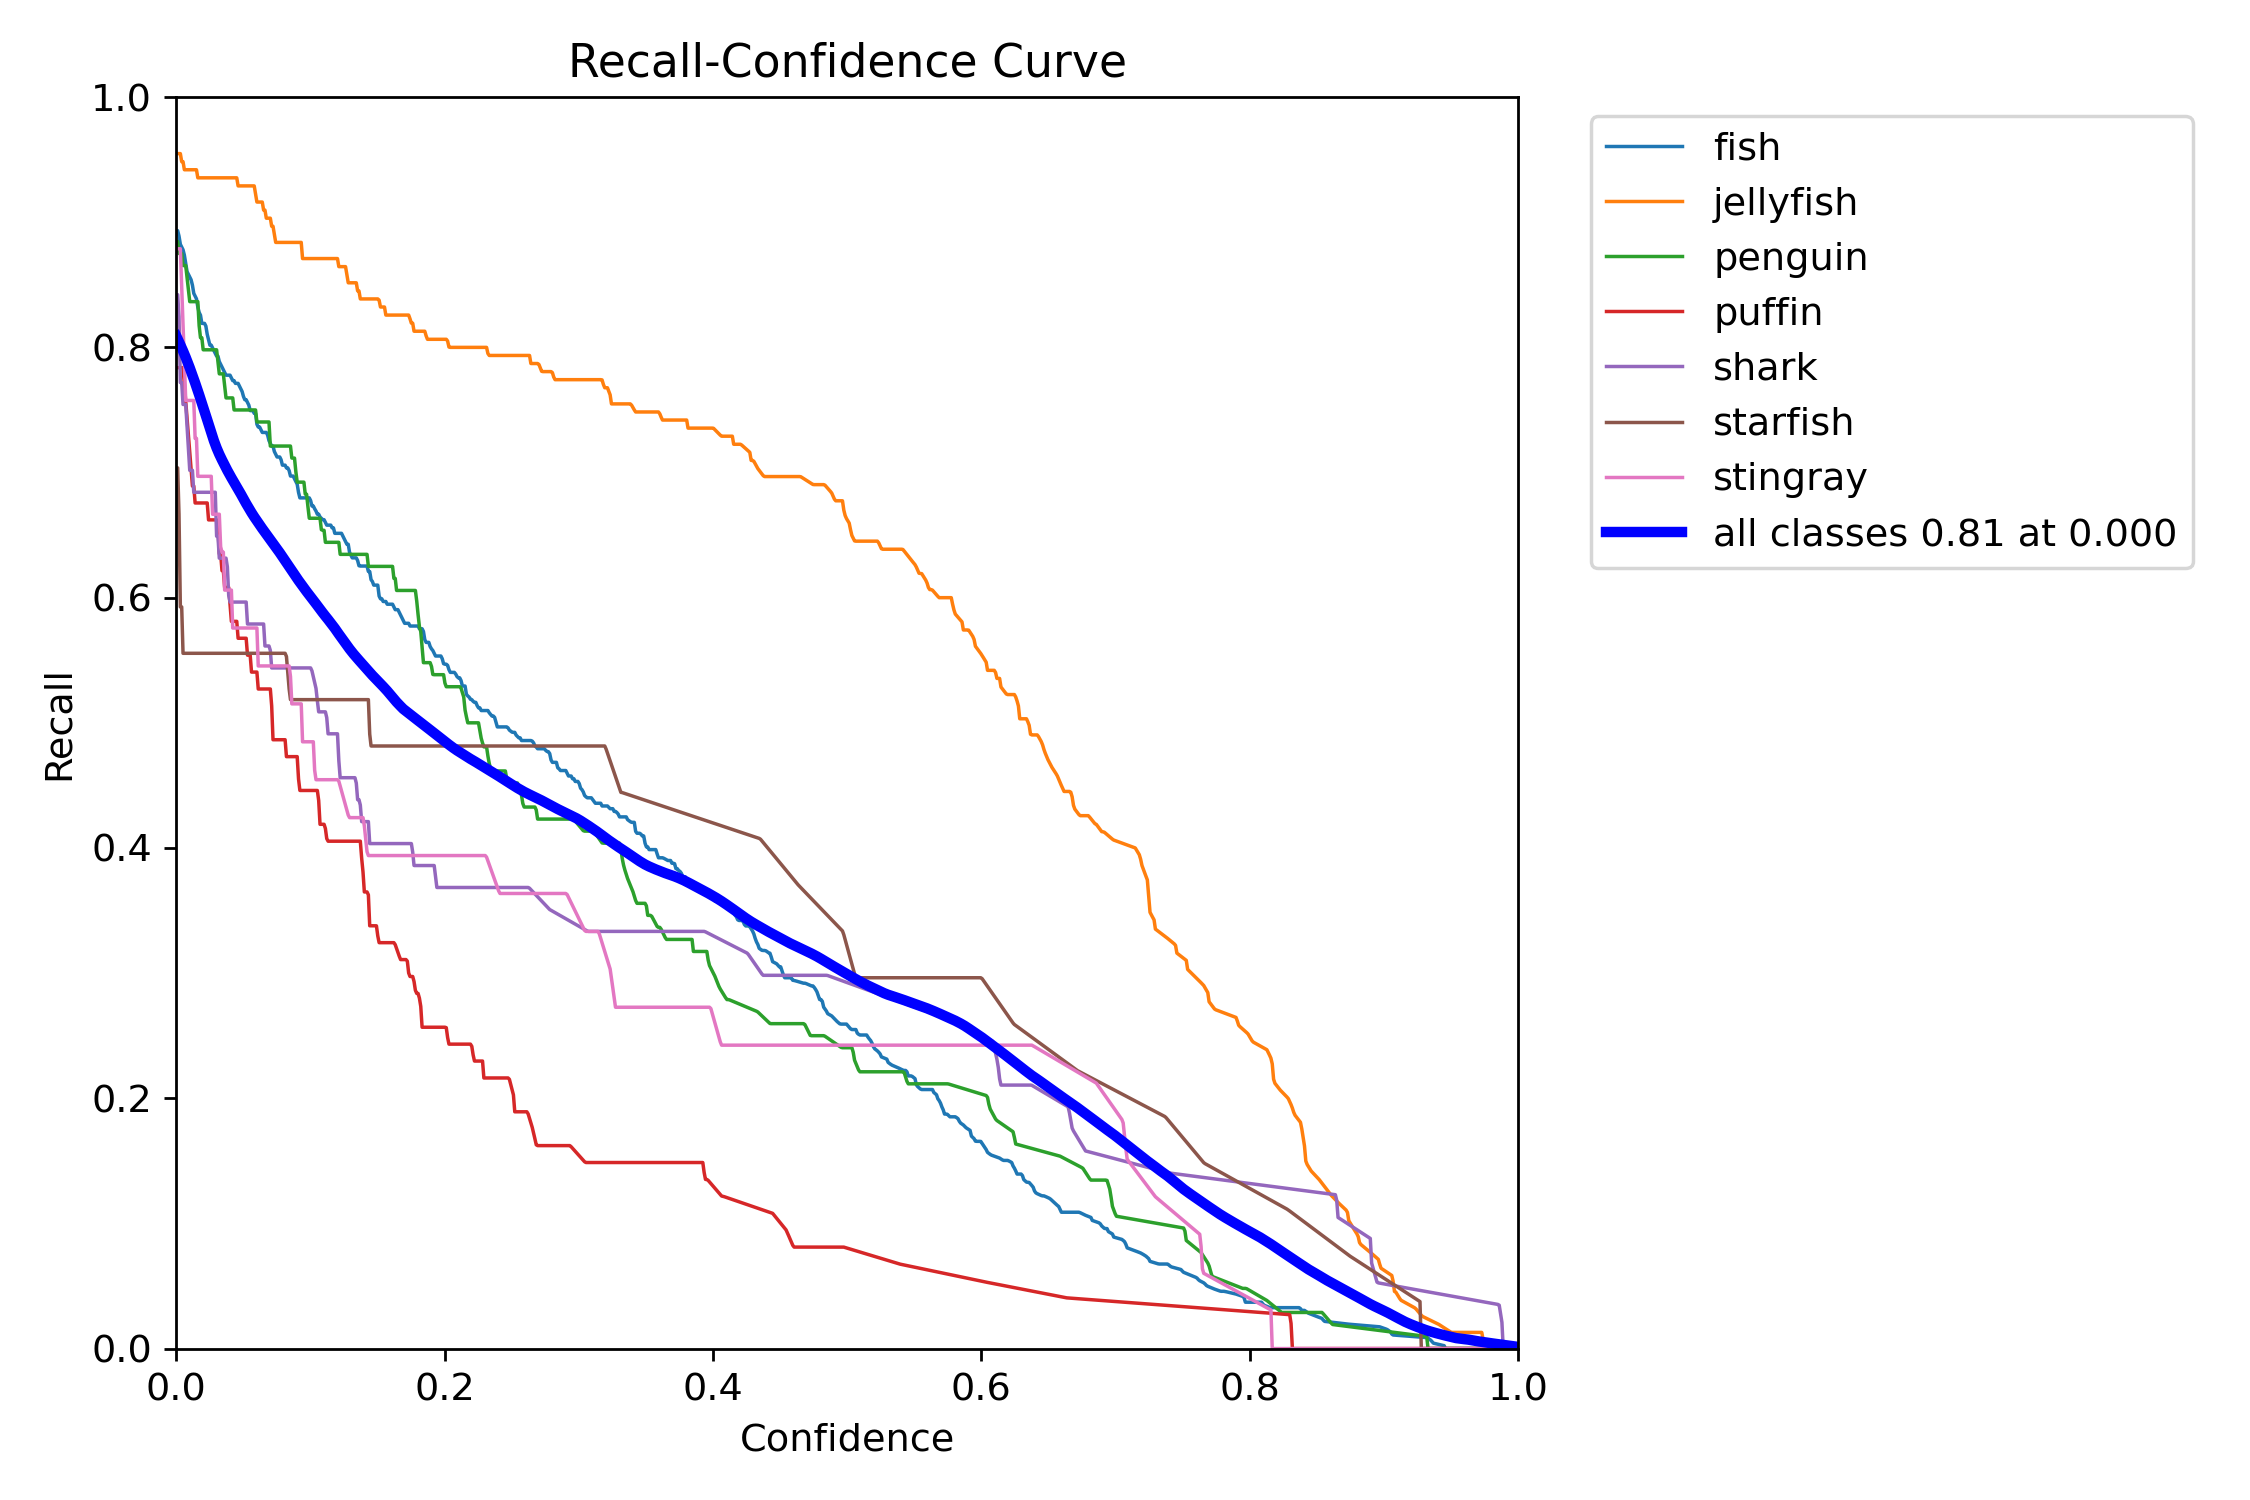 Recall-Confidence Curve
1.0
0.8
0.6
0.4
0.2
0.0
Recall
0.0 0.2 0.4 0.6 0.8 1.0
Confidence
fish
jellyfish
penguin
puffin
shark
starfish
stingray
all classes 0.81 at 0.000